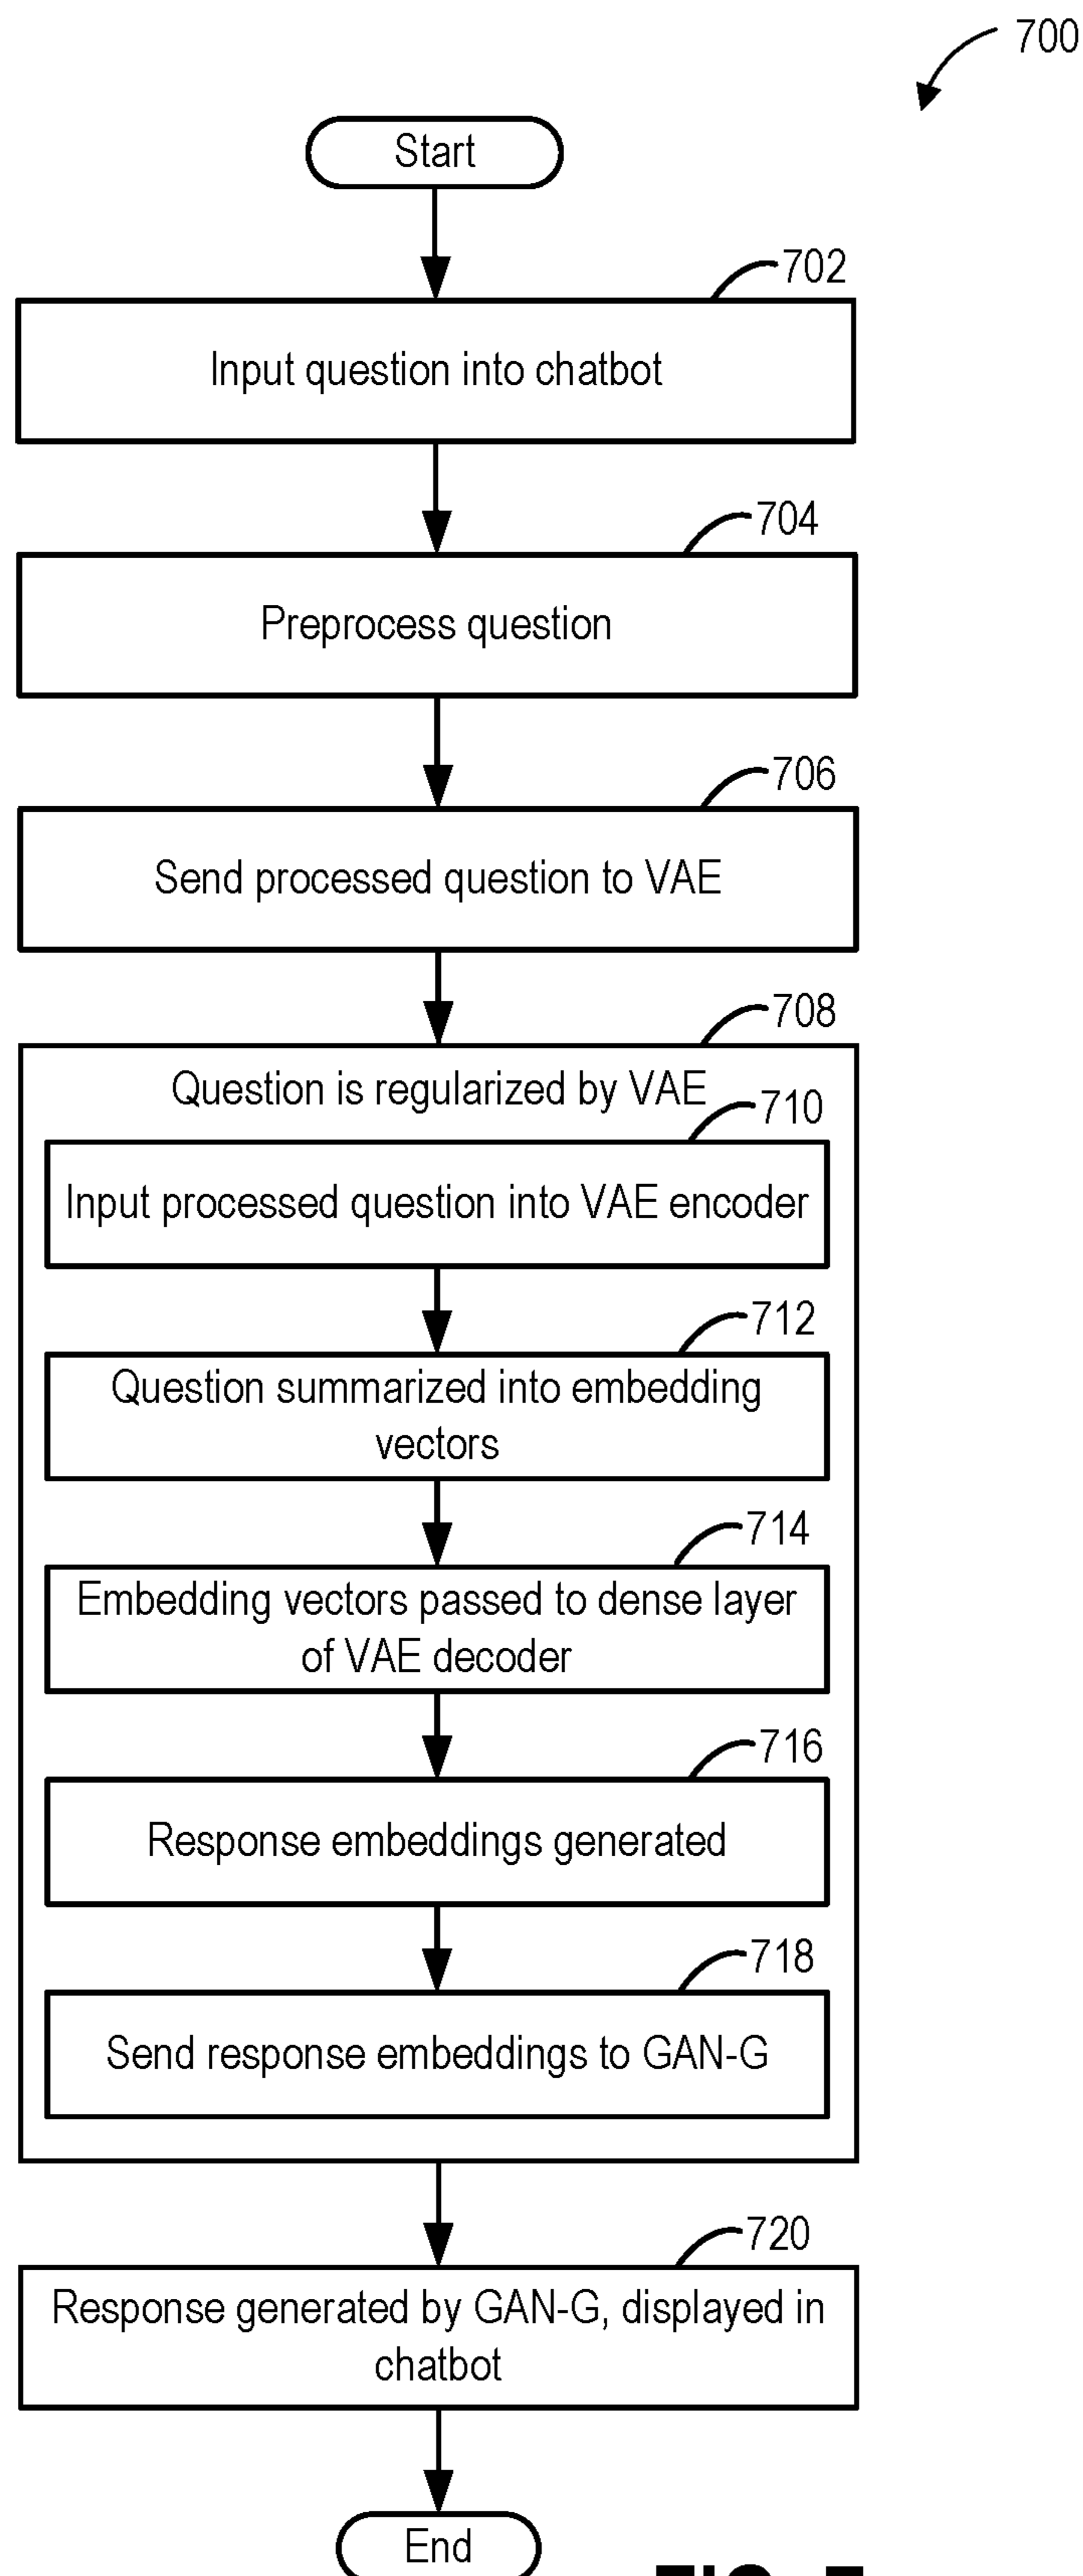 700
Start
702
Input question into chatbot
704
Preprocess question
706
Send processed question to VAE
708
Question is regularized by VAE
710
Input processed question into VAE encoder
712
Question summarized into embedding
vectors
714
Embedding vectors passed to dense layer
of VAE decoder
716
Response embeddings generated
718
Send response embeddings to GAN-G
720
Response generated by GAN-G, displayed in
chatbot
End